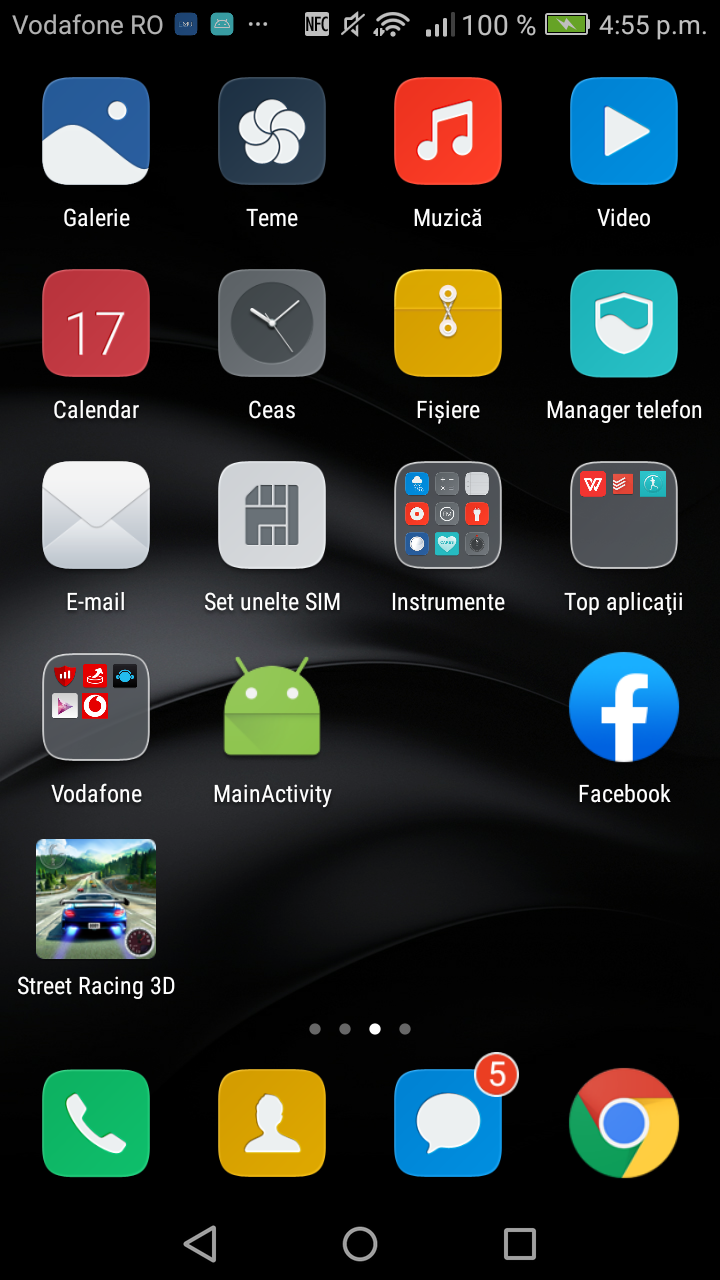 Vodafone RO ... NFC 100 % 4:55 p.m.
Galerie Teme Muzică Video
17
Calendar Ceas Fișiere Manager telefon
E-mail Set unelte SIM Instrumente Top aplicații
Vodafone MainActivity Facebook
Street Racing 3D
5